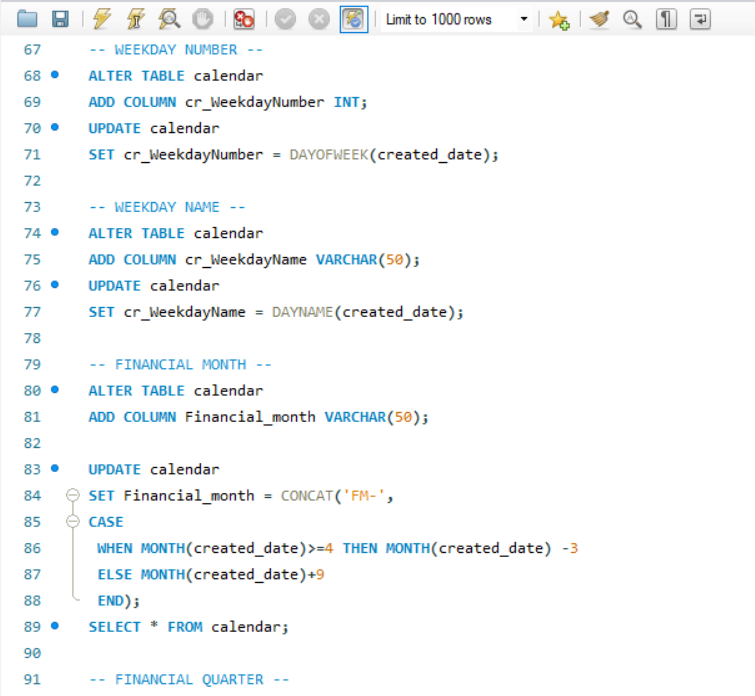 Limit to 1000 rows
67 -- WEEKDAY NUMBER --
68 ALTER TABLE calendar
69 ADD COLUMN cr_WeekdayNumber INT;
70 UPDATE calendar
71 SET cr_WeekdayNumber = DAYOFWEEK(created_date);
72
73 -- WEEKDAY NAME --
74 ALTER TABLE calendar
75 ADD COLUMN cr_WeekdayName VARCHAR(50);
76 UPDATE calendar
77 SET cr_WeekdayName = DAYNAME(created_date);
78
79 -- FINANCIAL MONTH --
80 ALTER TABLE calendar
81 ADD COLUMN Financial_month VARCHAR(50);
82
83 UPDATE calendar
84 SET Financial_month = CONCAT('FM-',
85 CASE
86 WHEN MONTH(created_date)>=4 THEN MONTH(created_date) -3
87 ELSE MONTH(created_date)+9
88 END);
89 SELECT * FROM calendar;
90
91 -- FINANCIAL QUARTER --